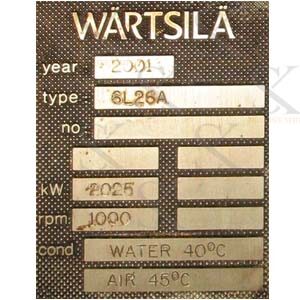 WÄRTSILÄ
year 2001
type 6L26A
no
kW 2025
rpm. 1000
cond WATER 40°C
AIR 45°C